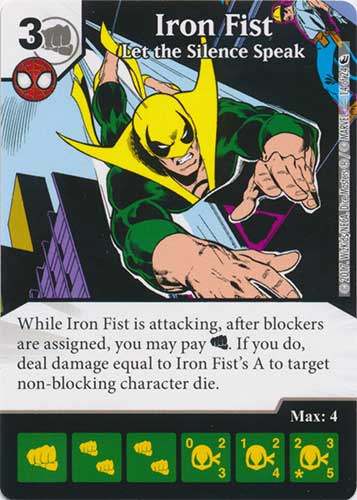 3
Iron Fist
Let the Silence Speak
While Iron Fist is attacking, after blockers
are assigned, you may pay. If you do,
deal damage equal to Iron Fist's A to target
non-blocking character die.
Max: 4
0 2 3
1 2 4
2 3 5 *